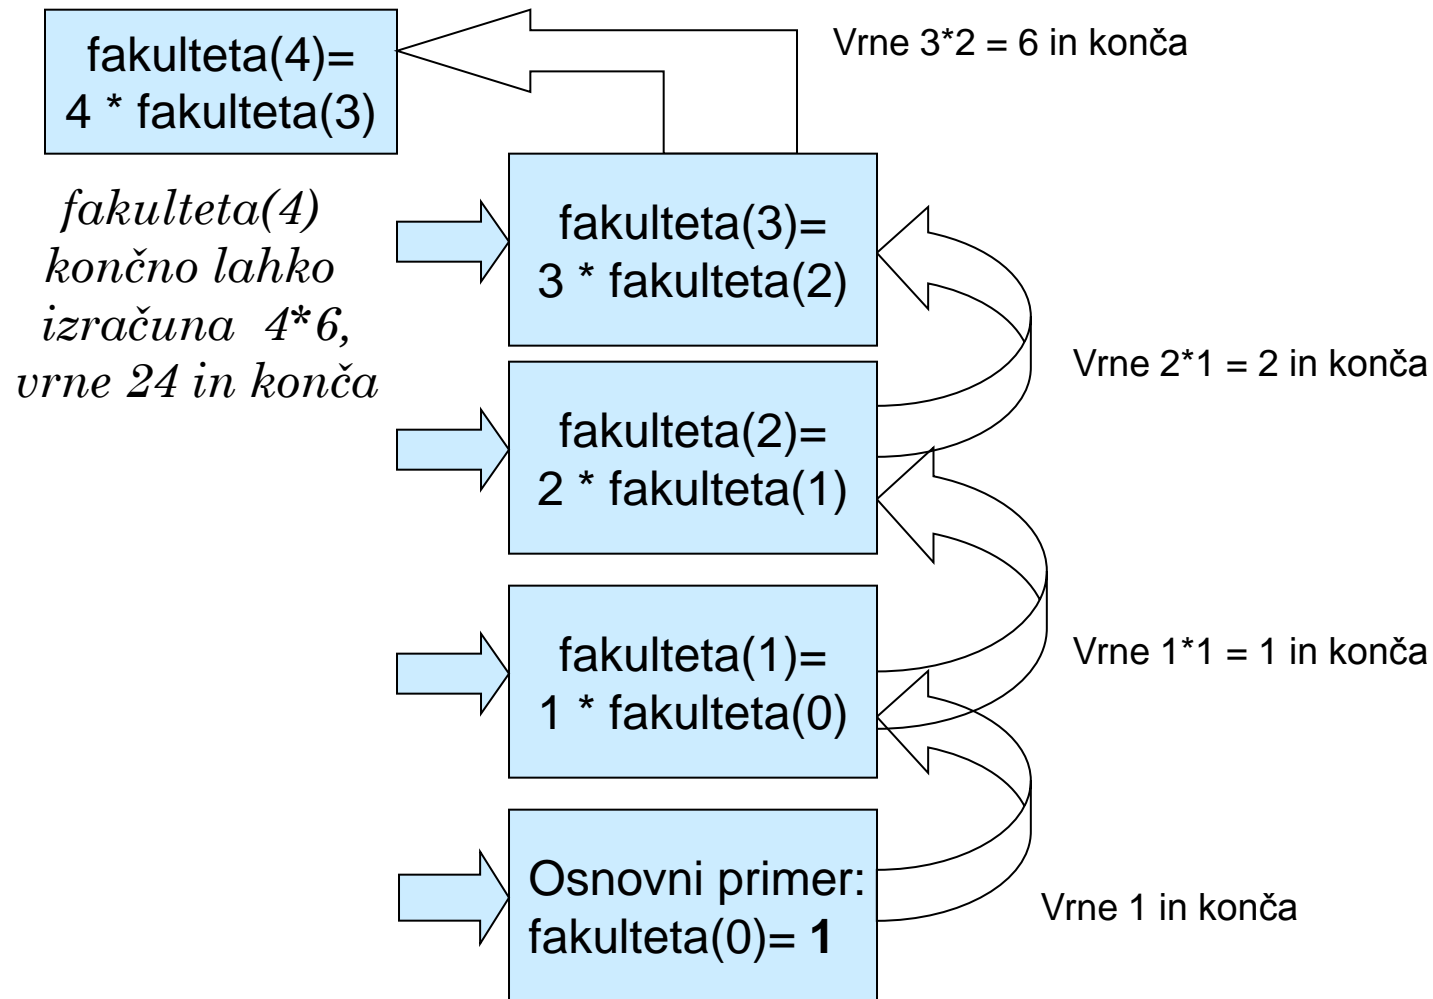 fakulteta(4)=
4 * fakulteta(3)
Vrne 3*2 = 6 in konča
fakulteta(4)
končno lahko
izračuna 4*6,
vrne 24 in konča
fakulteta(3)=
3 * fakulteta(2)
Vrne 2*1 = 2 in konča
fakulteta(2)=
2 * fakulteta(1)
Vrne 1*1 = 1 in konča
fakulteta(1)=
1 * fakulteta(0)
Osnovni primer:
fakulteta(0)= 1
Vrne 1 in konča